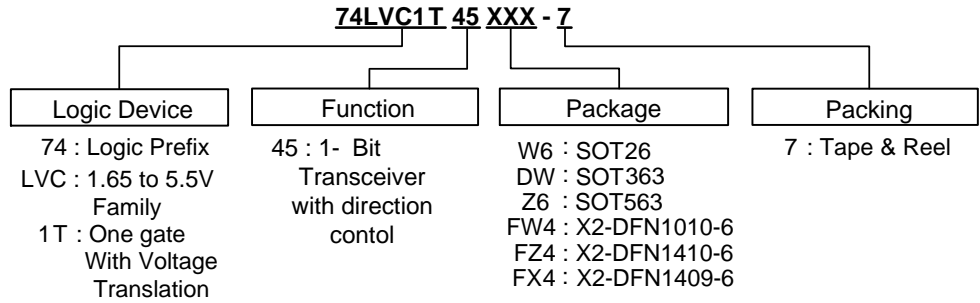 74LVC1T 45 XXX - 7
Logic Device
74 : Logic Prefix
LVC : 1.65 to 5.5V
Family
1T : One gate
With Voltage
Translation
Function
45 : 1- Bit
Transceiver
with direction
contol
Package
W6 : SOT26
DW : SOT363
Z6 : SOT563
FW4 : X2-DFN1010-6
FZ4 : X2-DFN1410-6
FX4 : X2-DFN1409-6
Packing
7 : Tape & Reel